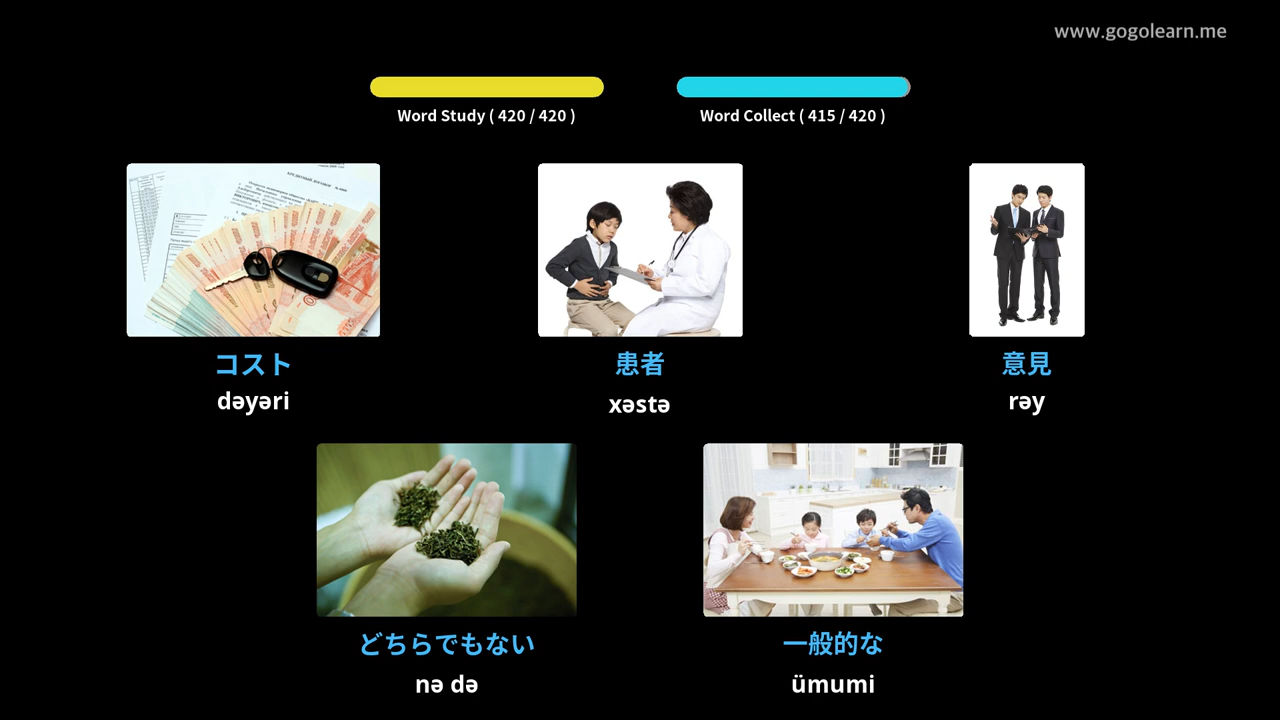 www.gogolearn.me
Word Study ( 420 / 420 )
Word Collect ( 415 / 420 )
コスト
dəyəri
患者
xəstə
意見
rəy
どちらでもない
nə də
一般的な
ümumi